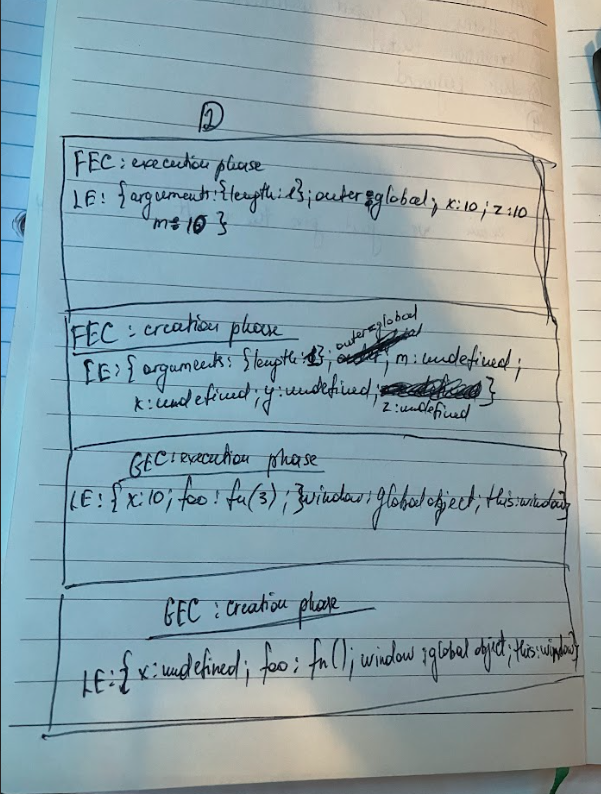 2
FEC: execution phase
LE: {arguments: {length: 1}; outer=global; x:10; z:10
m=10 }
FEC: creation phase
outer=global
LE: { arguments: {length: 1}; ; m: undefined;
x: undefined; y: undefined; }
z: undefined
GEC: execution phase
LE: { x: 10; foo: fn(3); } window: global object; this: window}
GEC: creation phase
LE: { x: undefined; foo: fn(); window: global object; this: window}